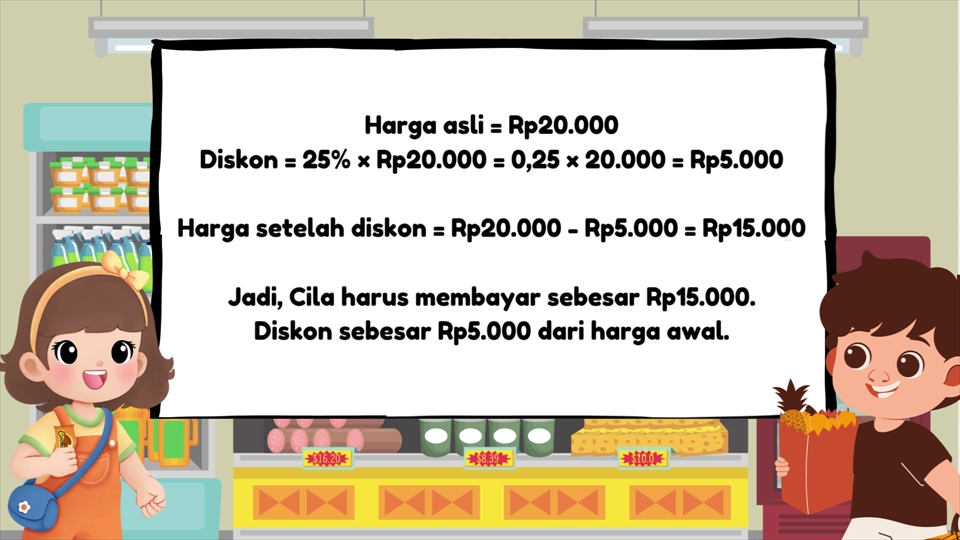 Harga asli = Rp20.000
Diskon = 25% × Rp20.000 = 0,25 × 20.000 = Rp5.000
Harga setelah diskon = Rp20.000 - Rp5.000 = Rp15.000
Jadi, Cila harus membayar sebesar Rp15.000.
Diskon sebesar Rp5.000 dari harga awal.
$16.20 $8.39 $10.0